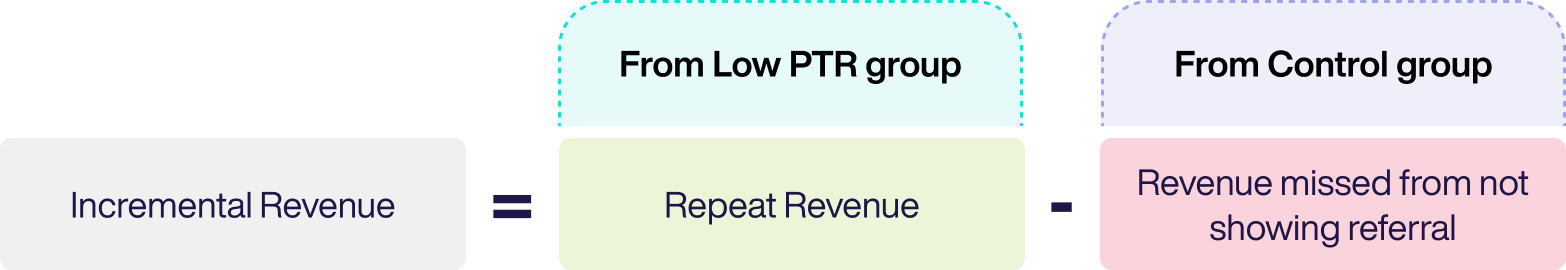 From Low PTR group
From Control group
Incremental Revenue
=
Repeat Revenue
-
Revenue missed from not
showing referral